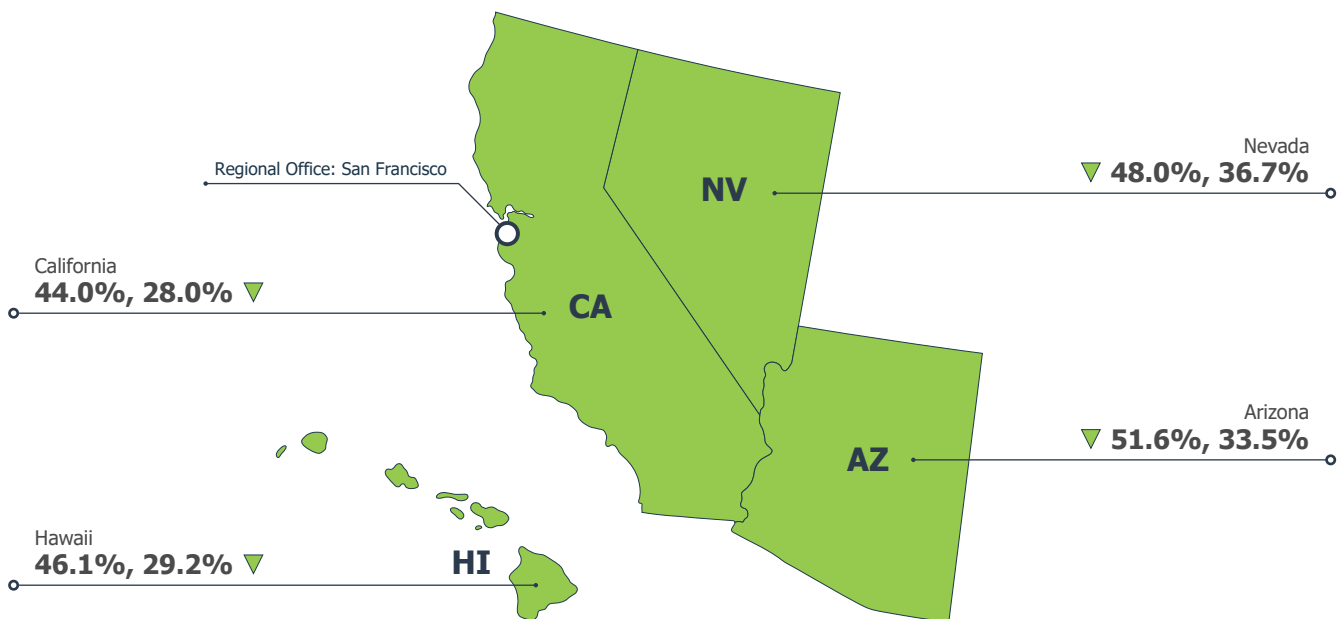 Regional Office: San Francisco
Nevada
48.0%, 36.7%
NV
California
44.0%, 28.0%
CA
Arizona
51.6%, 33.5%
AZ
Hawaii
46.1%, 29.2%
HI